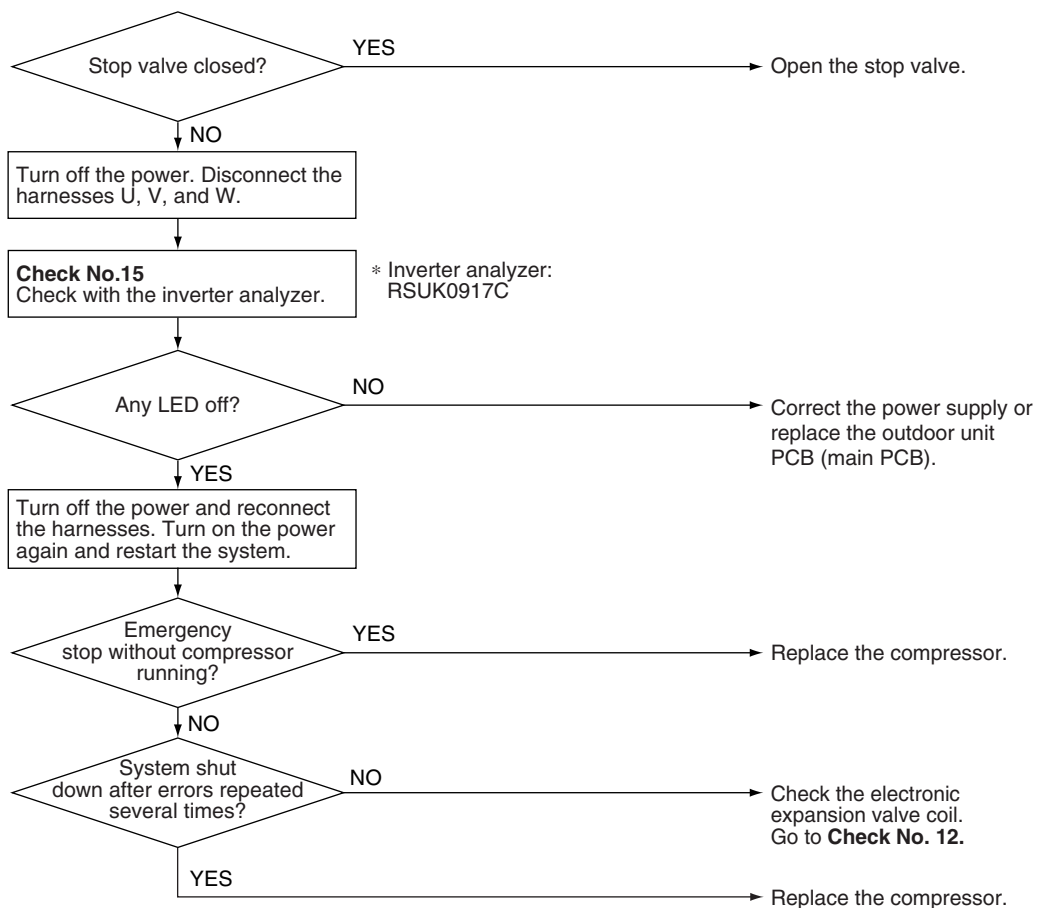 Stop valve closed?
YES
Open the stop valve.
NO
Turn off the power. Disconnect the
harnesses U, V, and W.
Check No.15
Check with the inverter analyzer.
* Inverter analyzer:
RSUK0917C
Any LED off?
NO
Correct the power supply or
replace the outdoor unit
PCB (main PCB).
YES
Turn off the power and reconnect
the harnesses. Turn on the power
again and restart the system.
Emergency
stop without compressor
running?
YES
Replace the compressor.
NO
System shut
down after errors repeated
several times?
NO
Check the electronic
expansion valve coil.
Go to Check No. 12.
YES
Replace the compressor.